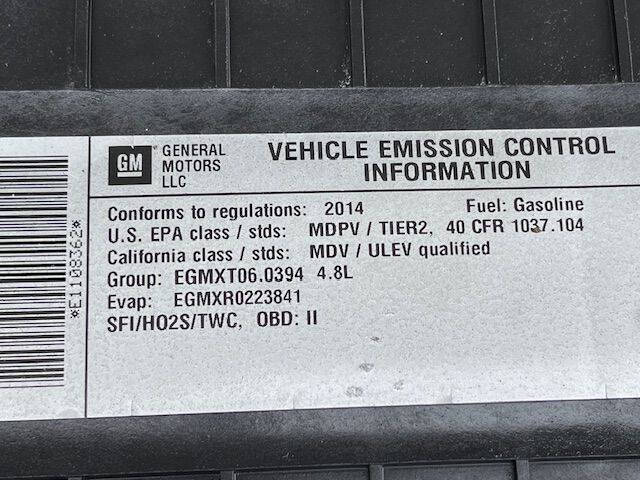 GM GENERAL MOTORS LLC
VEHICLE EMISSION CONTROL
INFORMATION
Conforms to regulations: 2014 Fuel: Gasoline
U.S. EPA class / stds: MDPV / TIER2, 40 CFR 1037.104
California class / stds: MDV / ULEV qualified
Group: EGMXT06.0394 4.8L
Evap: EGMXR0223841
SFI/HO2S/TWC, OBD: II
*E1108362*